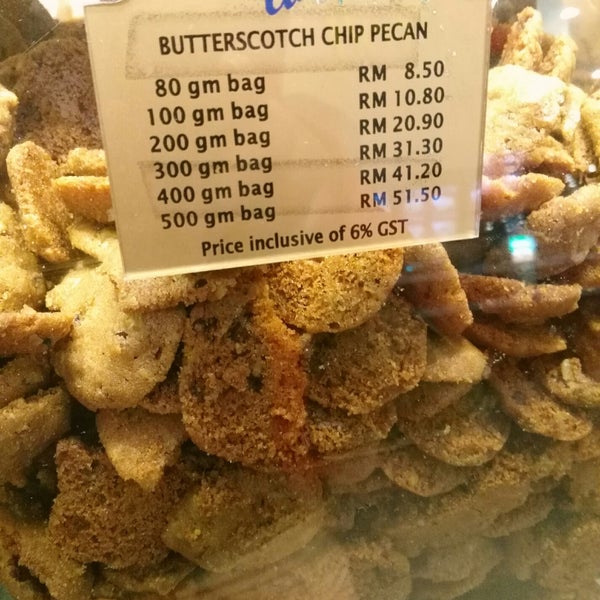 BUTTERSCOTCH CHIP PECAN
80 gm bag RM 8.50
100 gm bag RM 10.80
200 gm bag RM 20.90
300 gm bag RM 31.30
400 gm bag RM 41.20
500 gm bag RM 51.50
Price inclusive of 6% GST